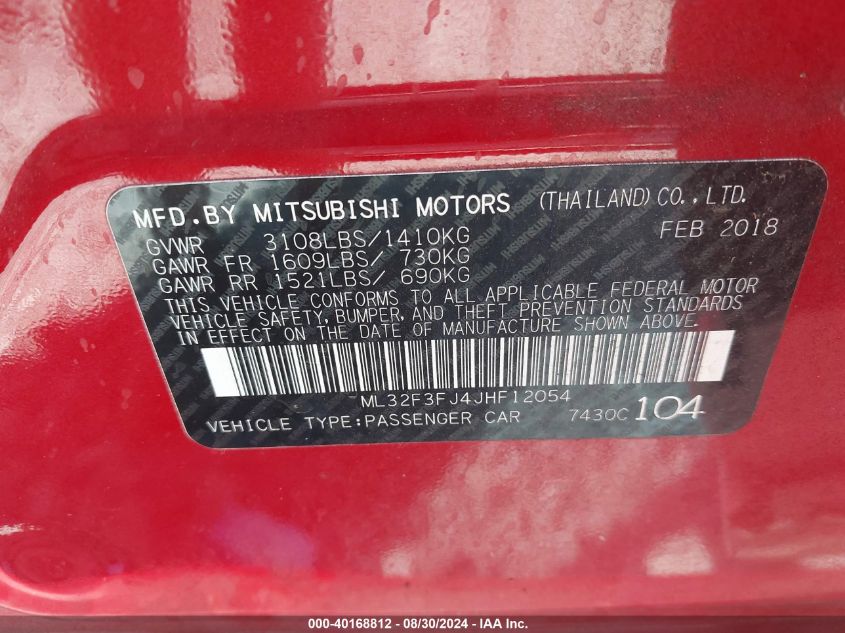 MFD.BY MITSUBISHI MOTORS (THAILAND)CO.,LTD.
GVWR 3108LBS/1410KG FEB 2018
GAWR FR 1609LBS/ 730KG
GAWR RR 1521LBS/ 690KG
THIS VEHICLE CONFORMS TO ALL APPLICABLE FEDERAL MOTOR
VEHICLE SAFETY, BUMPER, AND THEFT PREVENTION STANDARDS
IN EFFECT ON THE DATE OF MANUFACTURE SHOWN ABOVE.
ML32F3FJ4JHF12054
VEHICLE TYPE:PASSENGER CAR 7430C 104
000-40168812 - 08/30/2024 - IAA Inc.